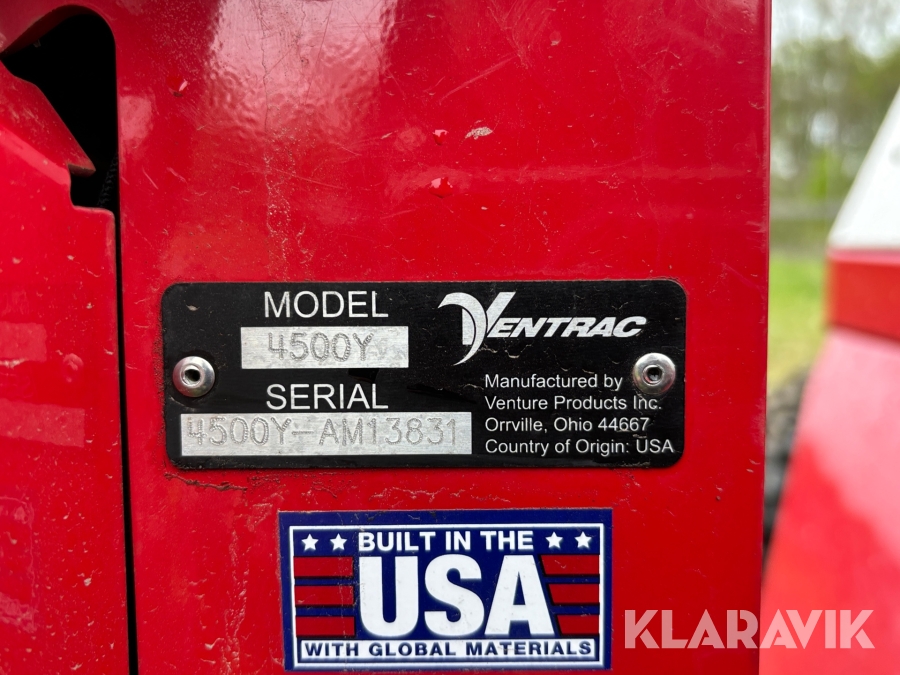 MODEL
4500Y
VENTRAC
SERIAL
4500Y-AM13831
Manufactured by
Venture Products Inc.
Orrville, Ohio 44667
Country of Origin: USA
BUILT IN THE
USA
WITH GLOBAL MATERIALS
KLARAVIK